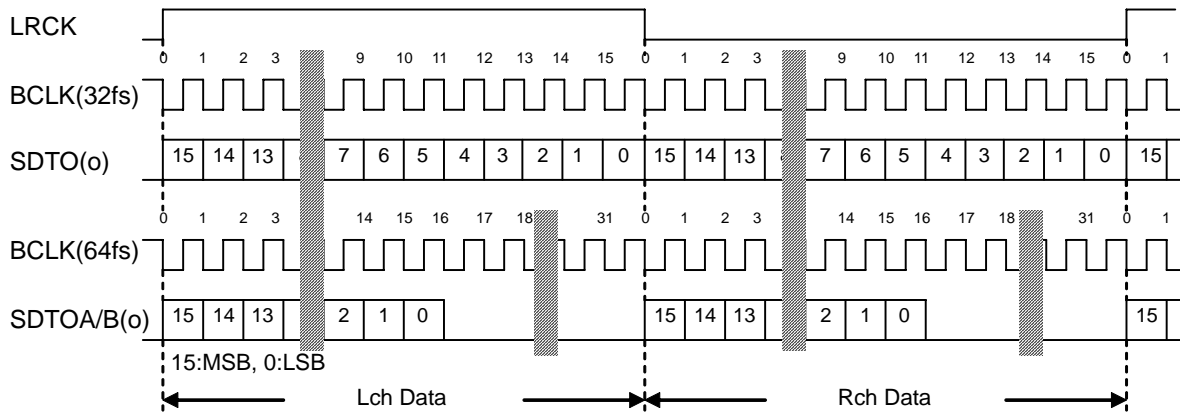 LRCK
0 1 2 3 9 10 11 12 13 14 15 0 1 2 3 9 10 11 12 13 14 15 0 1
BCLK(32fs)
SDTO(o) 15 14 13 7 6 5 4 3 2 1 0 15 14 13 7 6 5 4 3 2 1 0 15
0 1 2 3 14 15 16 17 18 31 0 1 2 3 14 15 16 17 18 31 0 1
BCLK(64fs)
SDTOA/B(o) 15 14 13 2 1 0 15 14 13 2 1 0 15
15:MSB, 0:LSB
Lch Data Rch Data